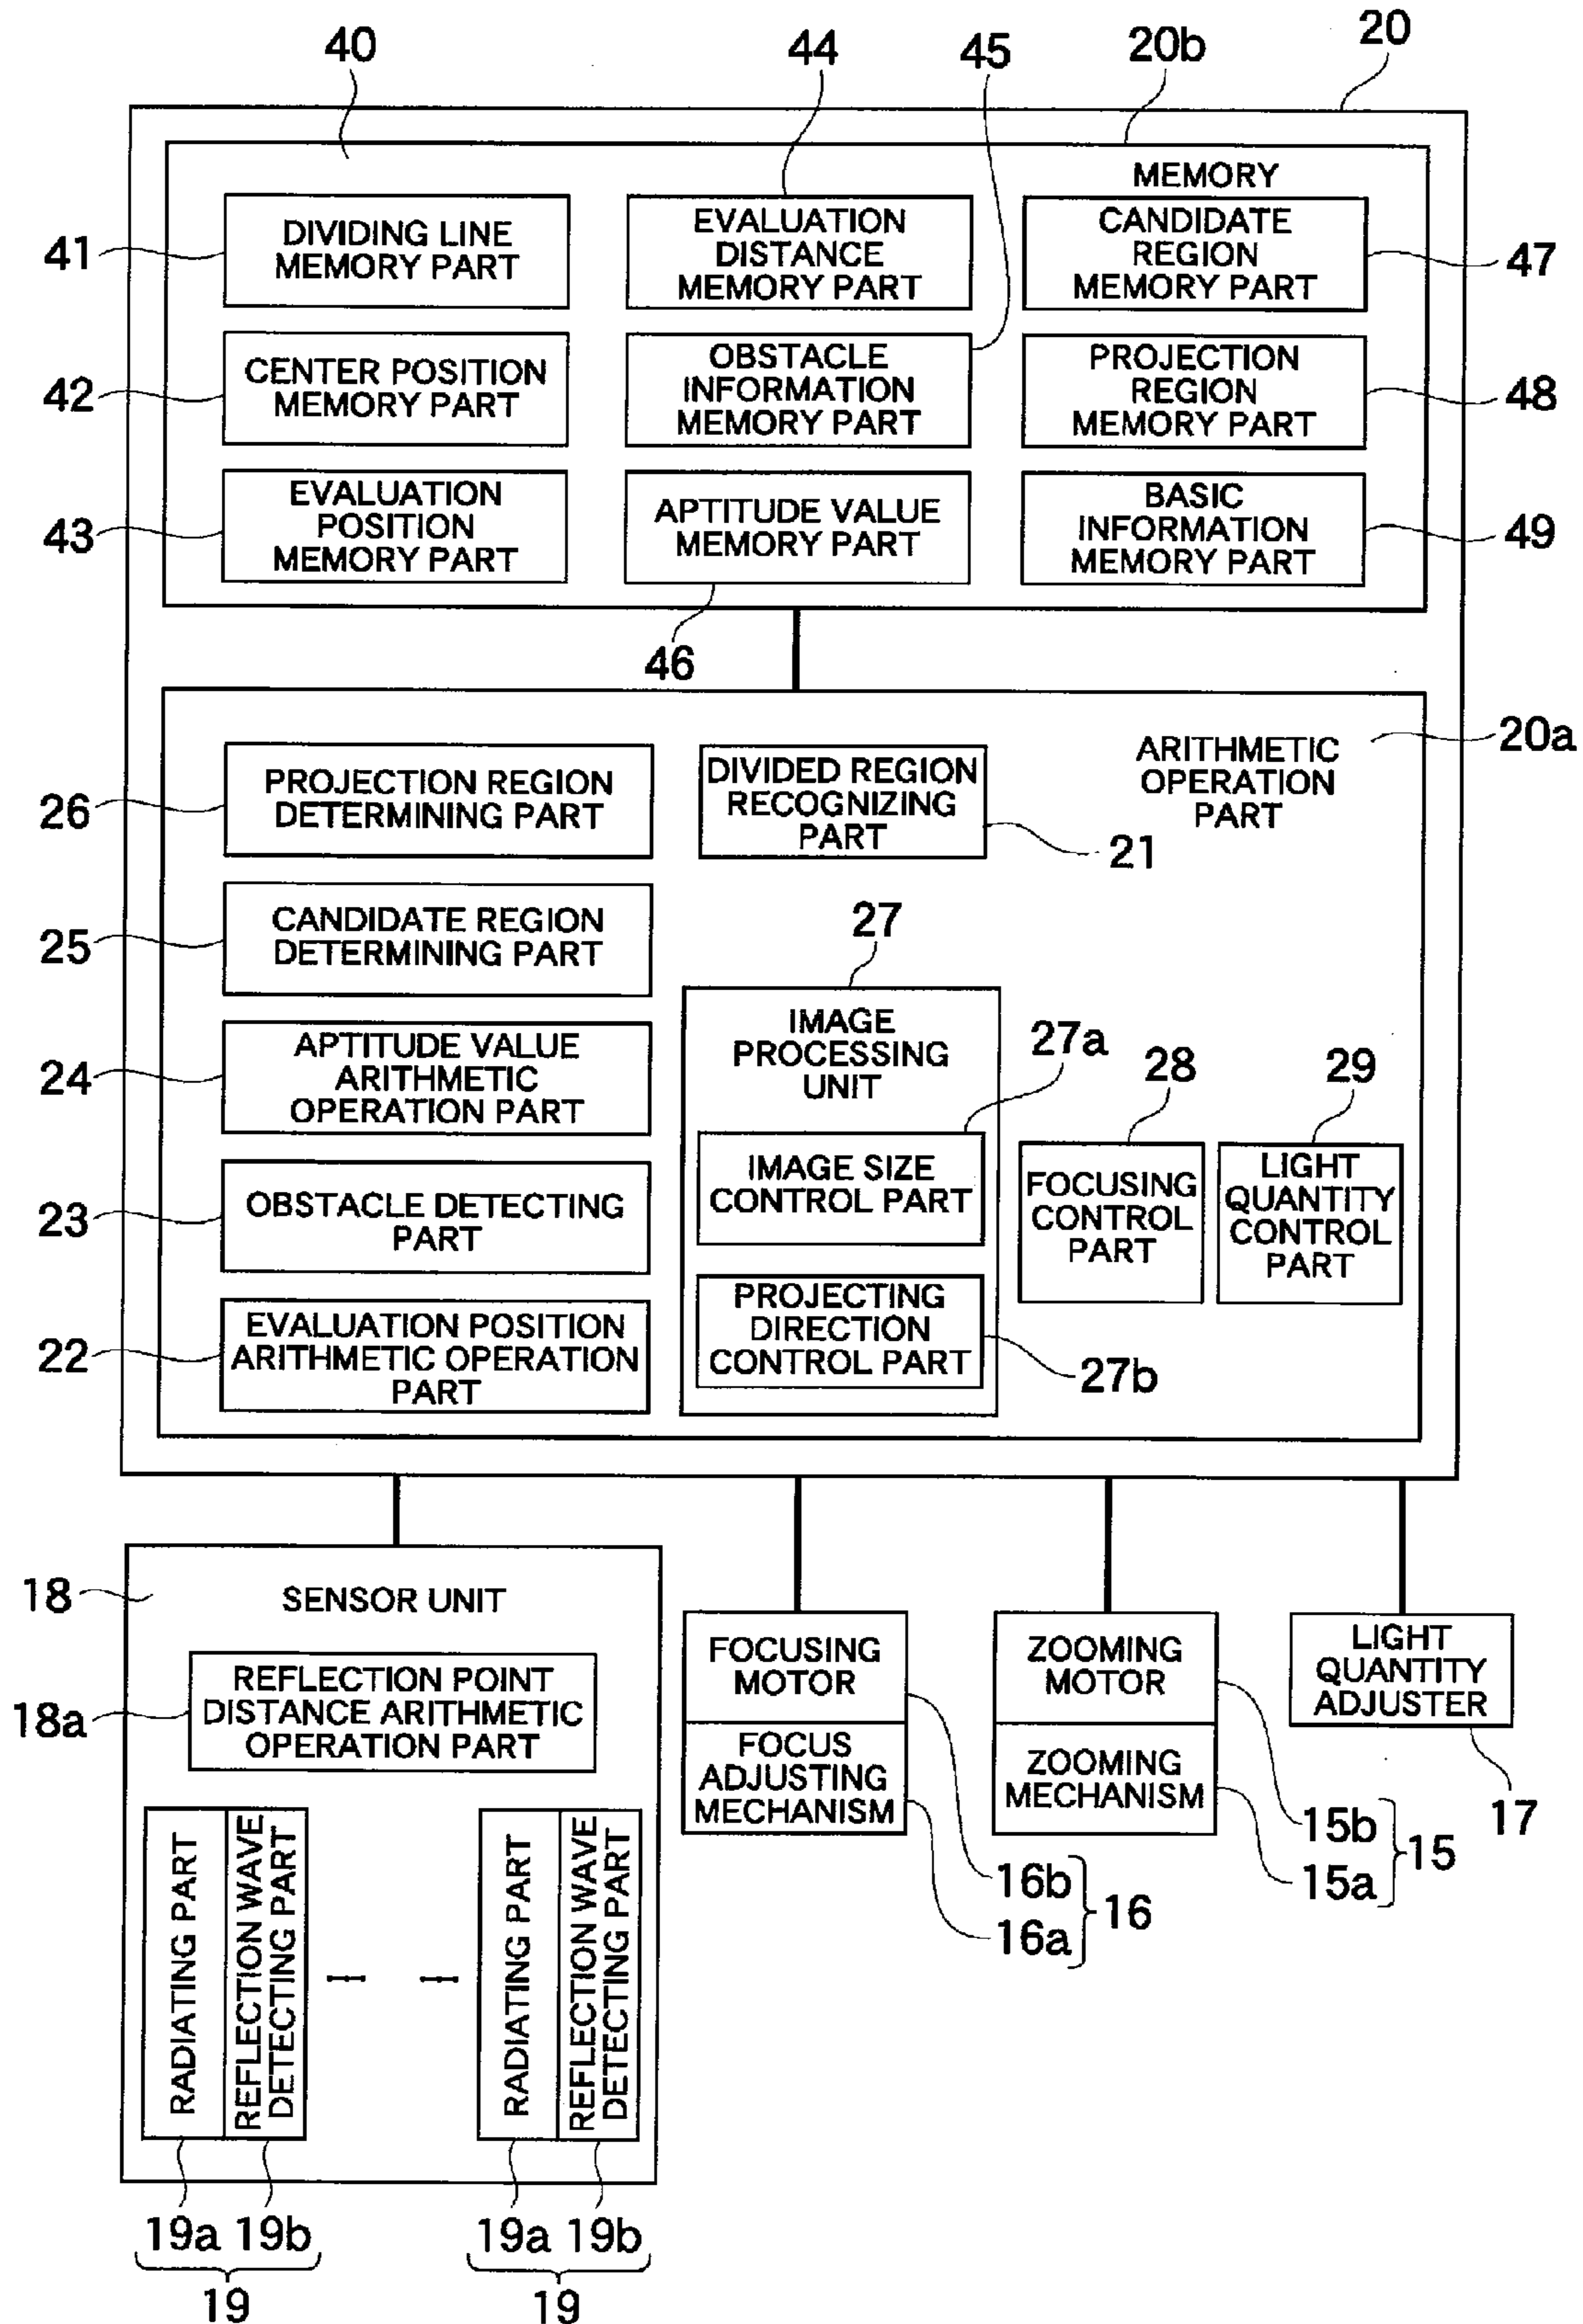 40
44
45
20b
20
MEMORY
41
DIVIDING LINE
MEMORY PART
EVALUATION
DISTANCE
MEMORY PART
CANDIDATE
REGION
MEMORY PART
47
42
CENTER POSITION
MEMORY PART
OBSTACLE
INFORMATION
MEMORY PART
PROJECTION
REGION
MEMORY PART
48
43
EVALUATION
POSITION
MEMORY PART
APTITUDE VALUE
MEMORY PART
BASIC
INFORMATION
MEMORY PART
49
46
26
PROJECTION REGION
DETERMINING PART
DIVIDED REGION
RECOGNIZING
PART
21
ARITHMETIC
OPERATION
PART
20a
25
CANDIDATE REGION
DETERMINING PART
27
IMAGE
PROCESSING
UNIT
24
APTITUDE VALUE
ARITHMETIC
OPERATION PART
27a
28
29
IMAGE SIZE
CONTROL PART
FOCUSING
CONTROL
PART
LIGHT
QUANTITY
CONTROL
PART
23
OBSTACLE DETECTING
PART
PROJECTING
DIRECTION
CONTROL PART
27b
22
EVALUATION POSITION
ARITHMETIC OPERATION
PART
18
SENSOR UNIT
18a
REFLECTION POINT
DISTANCE ARITHMETIC
OPERATION PART
FOCUSING
MOTOR
FOCUS
ADJUSTING
MECHANISM
ZOOMING
MOTOR
ZOOMING
MECHANISM
LIGHT
QUANTITY
ADJUSTER
17
15b
15a
15
16b
16a
16
RADIATING PART
REFLECTION WAVE
DETECTING PART
RADIATING PART
REFLECTION WAVE
DETECTING PART
19a 19b
19
19a 19b
19